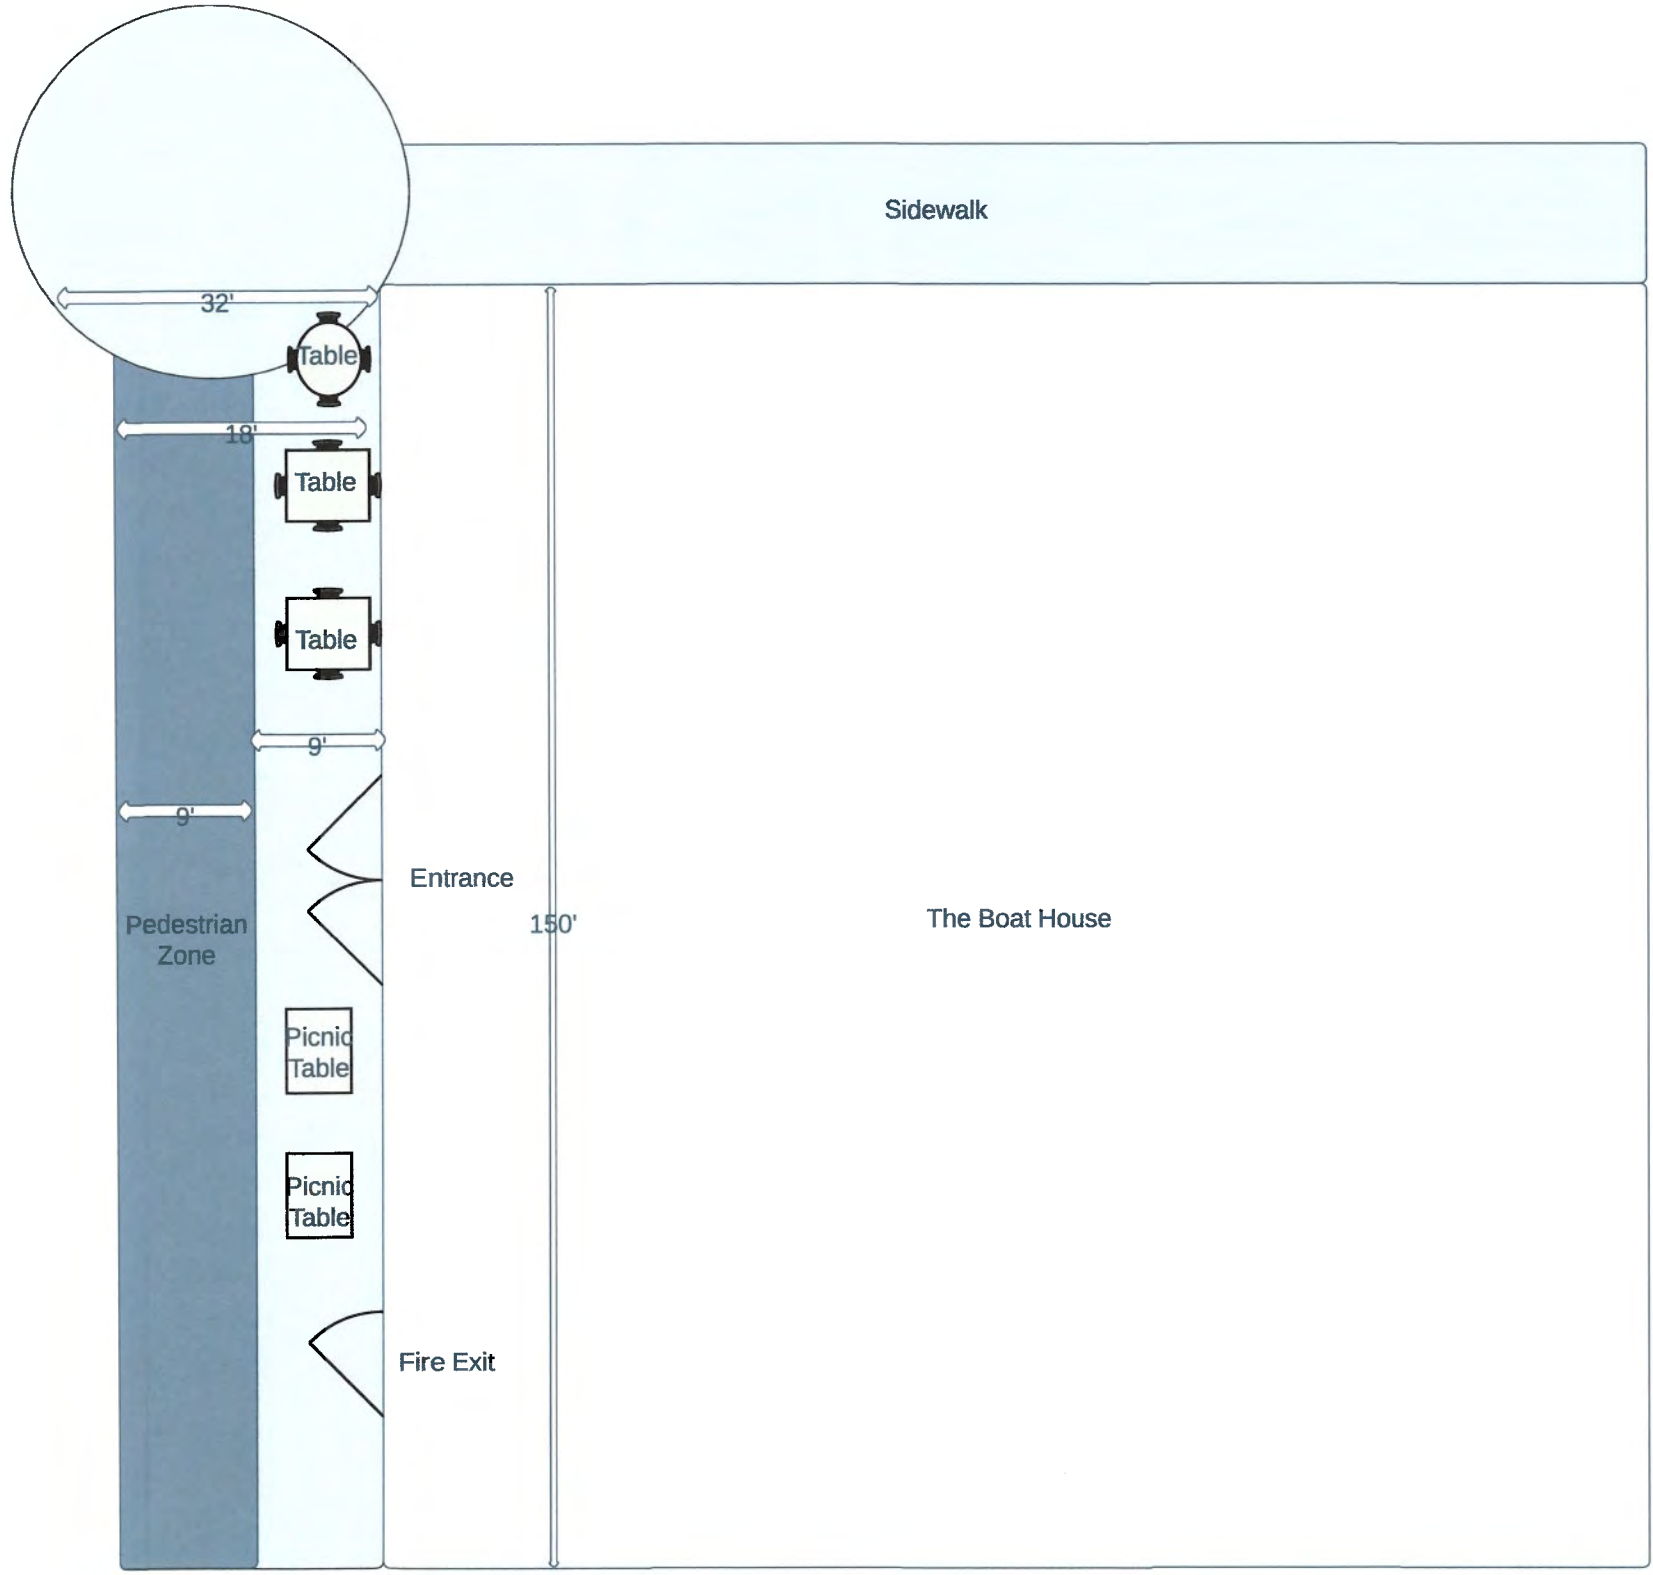 Sidewalk
32'
Table
18'
Table
Table
9'
9'
Entrance
Pedestrian
Zone
150'
The Boat House
Picnic
Table
Picnic
Table
Fire Exit